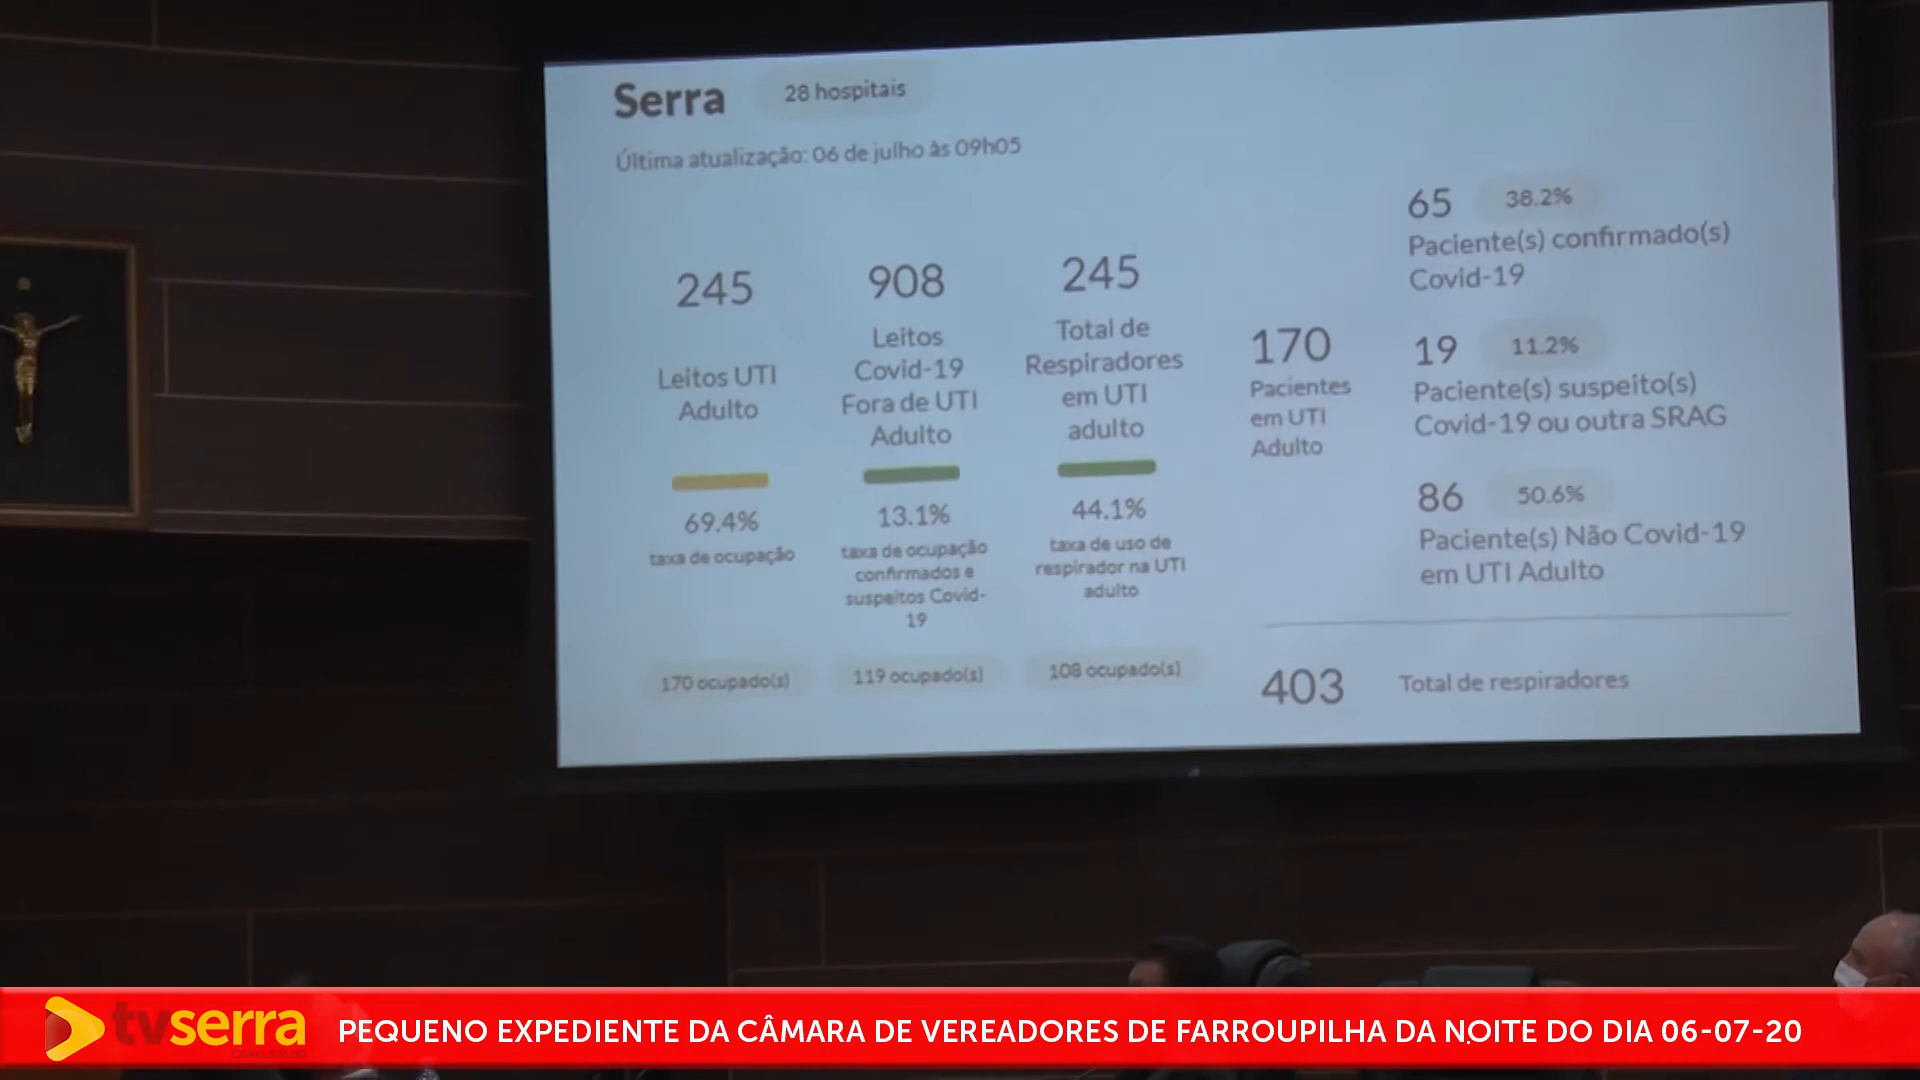 Serra
28 hospitais
Última atualização: 06 de julho às 09h05
245
Leitos UTI
Adulto
69.4%
taxa de ocupação
170 ocupado(s)
908
Leitos
Covid-19
Fora de UTI
Adulto
13.1%
taxa de ocupação
confirmados e
suspeitos Covid-
19
119 ocupado(s)
245
Total de
Respiradores
em UTI
adulto
44.1%
taxa de uso de
respirador na UTI
adulto
108 ocupado(s)
170
Pacientes
em UTI
Adulto
65 38.2%
Paciente(s) confirmado(s)
Covid-19
19 11.2%
Paciente(s) suspeito(s)
Covid-19 ou outra SRAG
86 50.6%
Paciente(s) Não Covid-19
em UTI Adulto
403 Total de respiradores
tvserra
PEQUENO EXPEDIENTE DA CÂMARA DE VEREADORES DE FARROUPILHA DA NOITE DO DIA 06-07-20